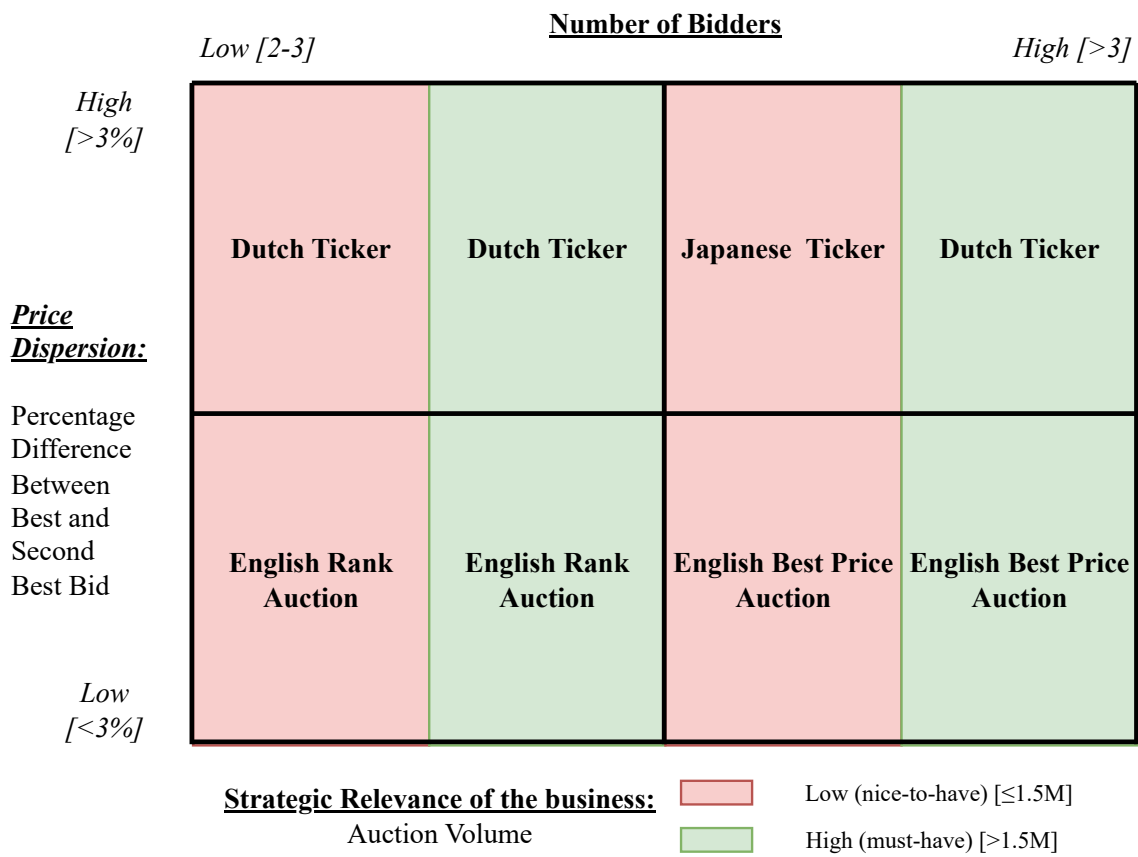 Number of Bidders
Low [2-3]
High [>3]
High
[>3%]
Dutch Ticker
Dutch Ticker
Japanese Ticker
Dutch Ticker
Price
Dispersion:
Percentage
Difference
Between
Best and
Second
Best Bid
English Rank
Auction
English Rank
Auction
English Best Price
Auction
English Best Price
Auction
Low
[<3%]
Strategic Relevance of the business:
Auction Volume
Low (nice-to-have) [≤1.5M]
High (must-have) [>1.5M]